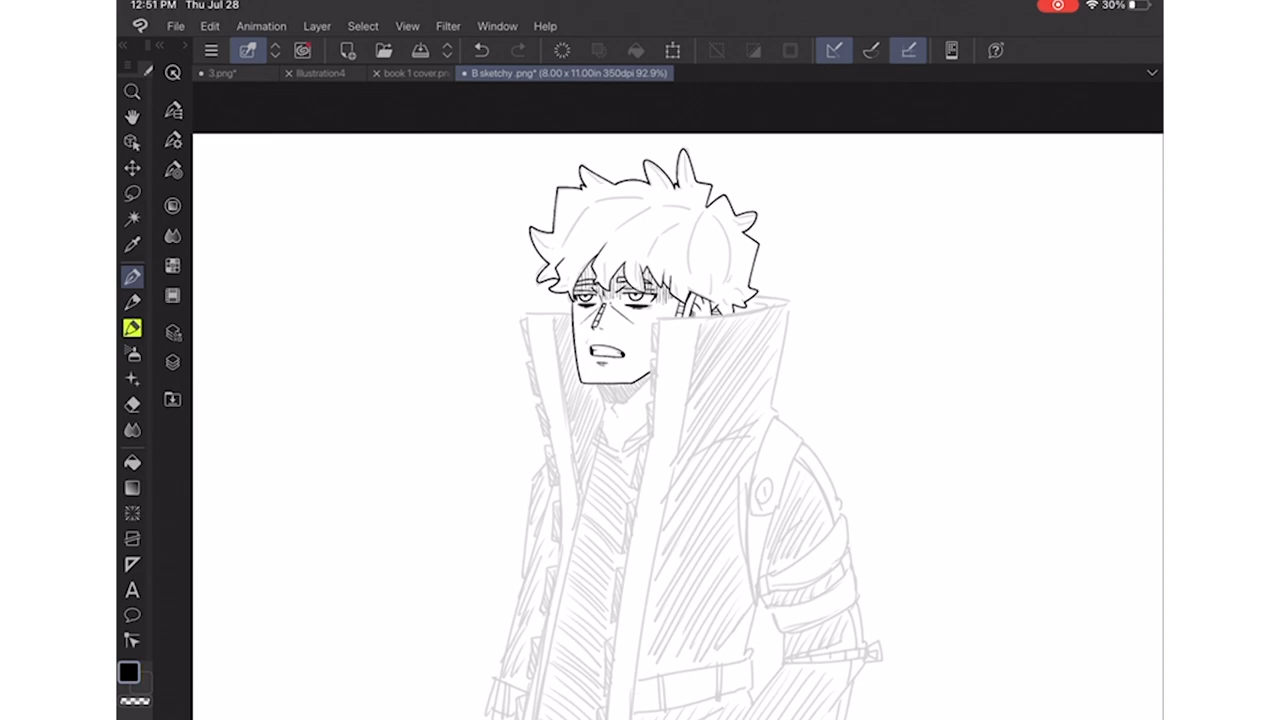 12:51 PM Thu Jul 28 30%
File Edit Animation Layer Select View Filter Window Help
3.png* Illustration4 book 1 cover.pn B sketchy .png* (8.00 x 11.00in 350dpi 92.9%)
A